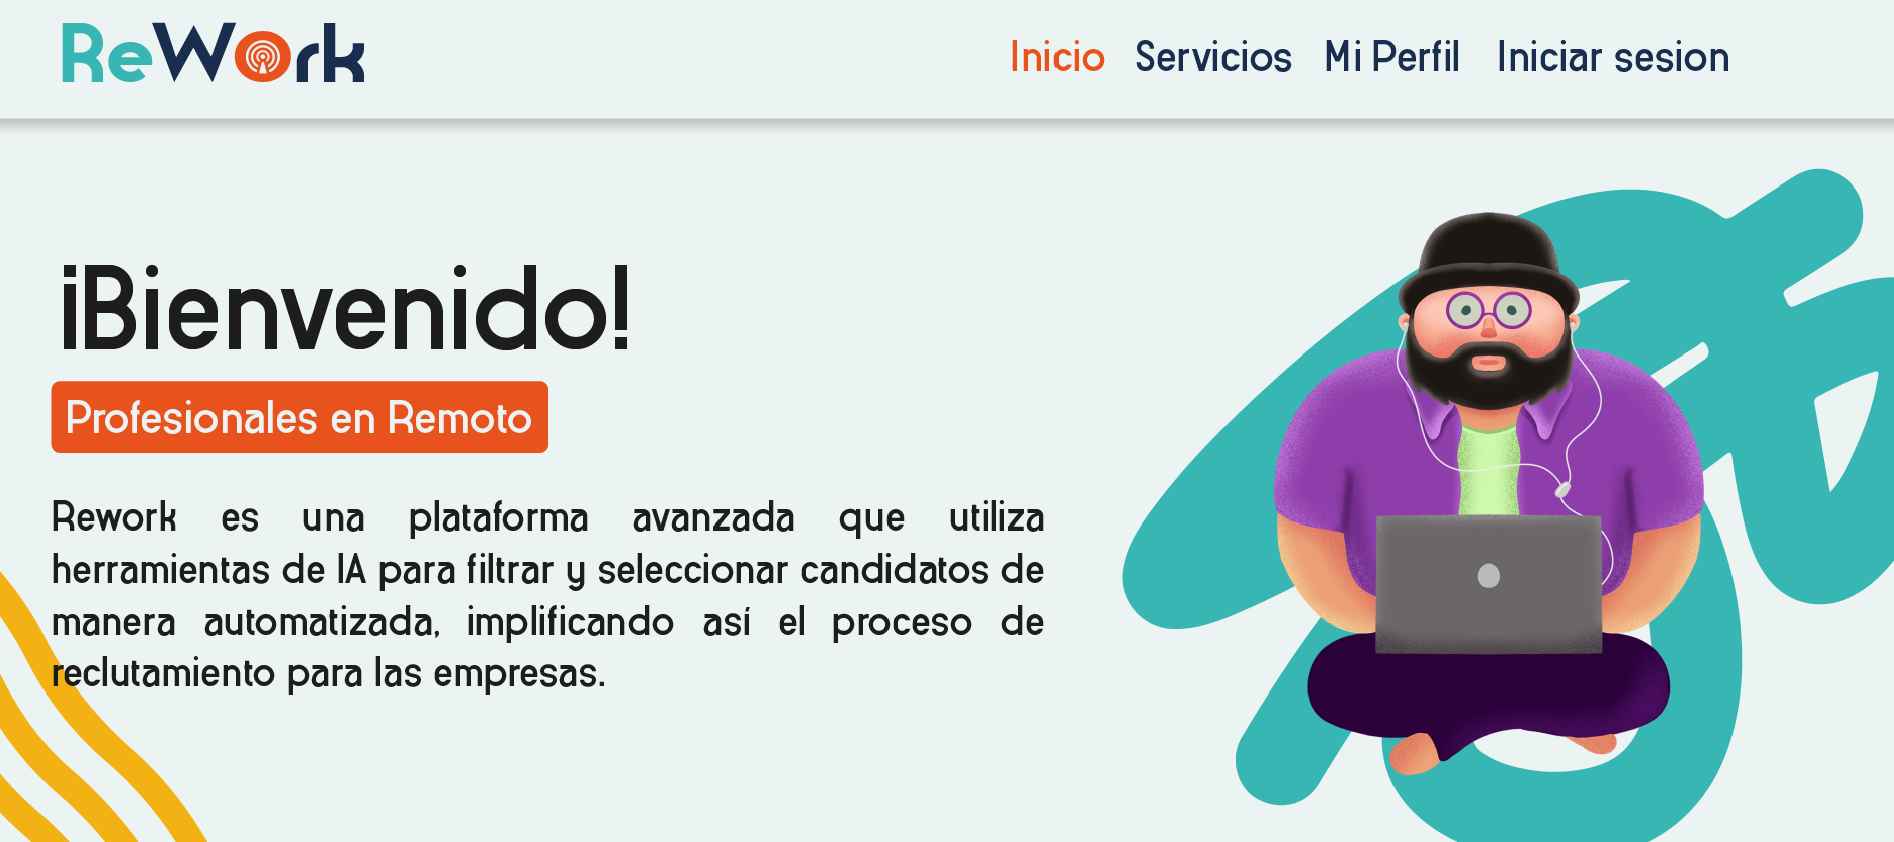 ReWork
Inicio Servicios Mi Perfil Iniciar sesion
¡Bienvenido!
Profesionales en Remoto
Rework es una plataforma avanzada que utiliza
herramientas de IA para filtrar y seleccionar candidatos de
manera automatizada, implificando así el proceso de
reclutamiento para las empresas.